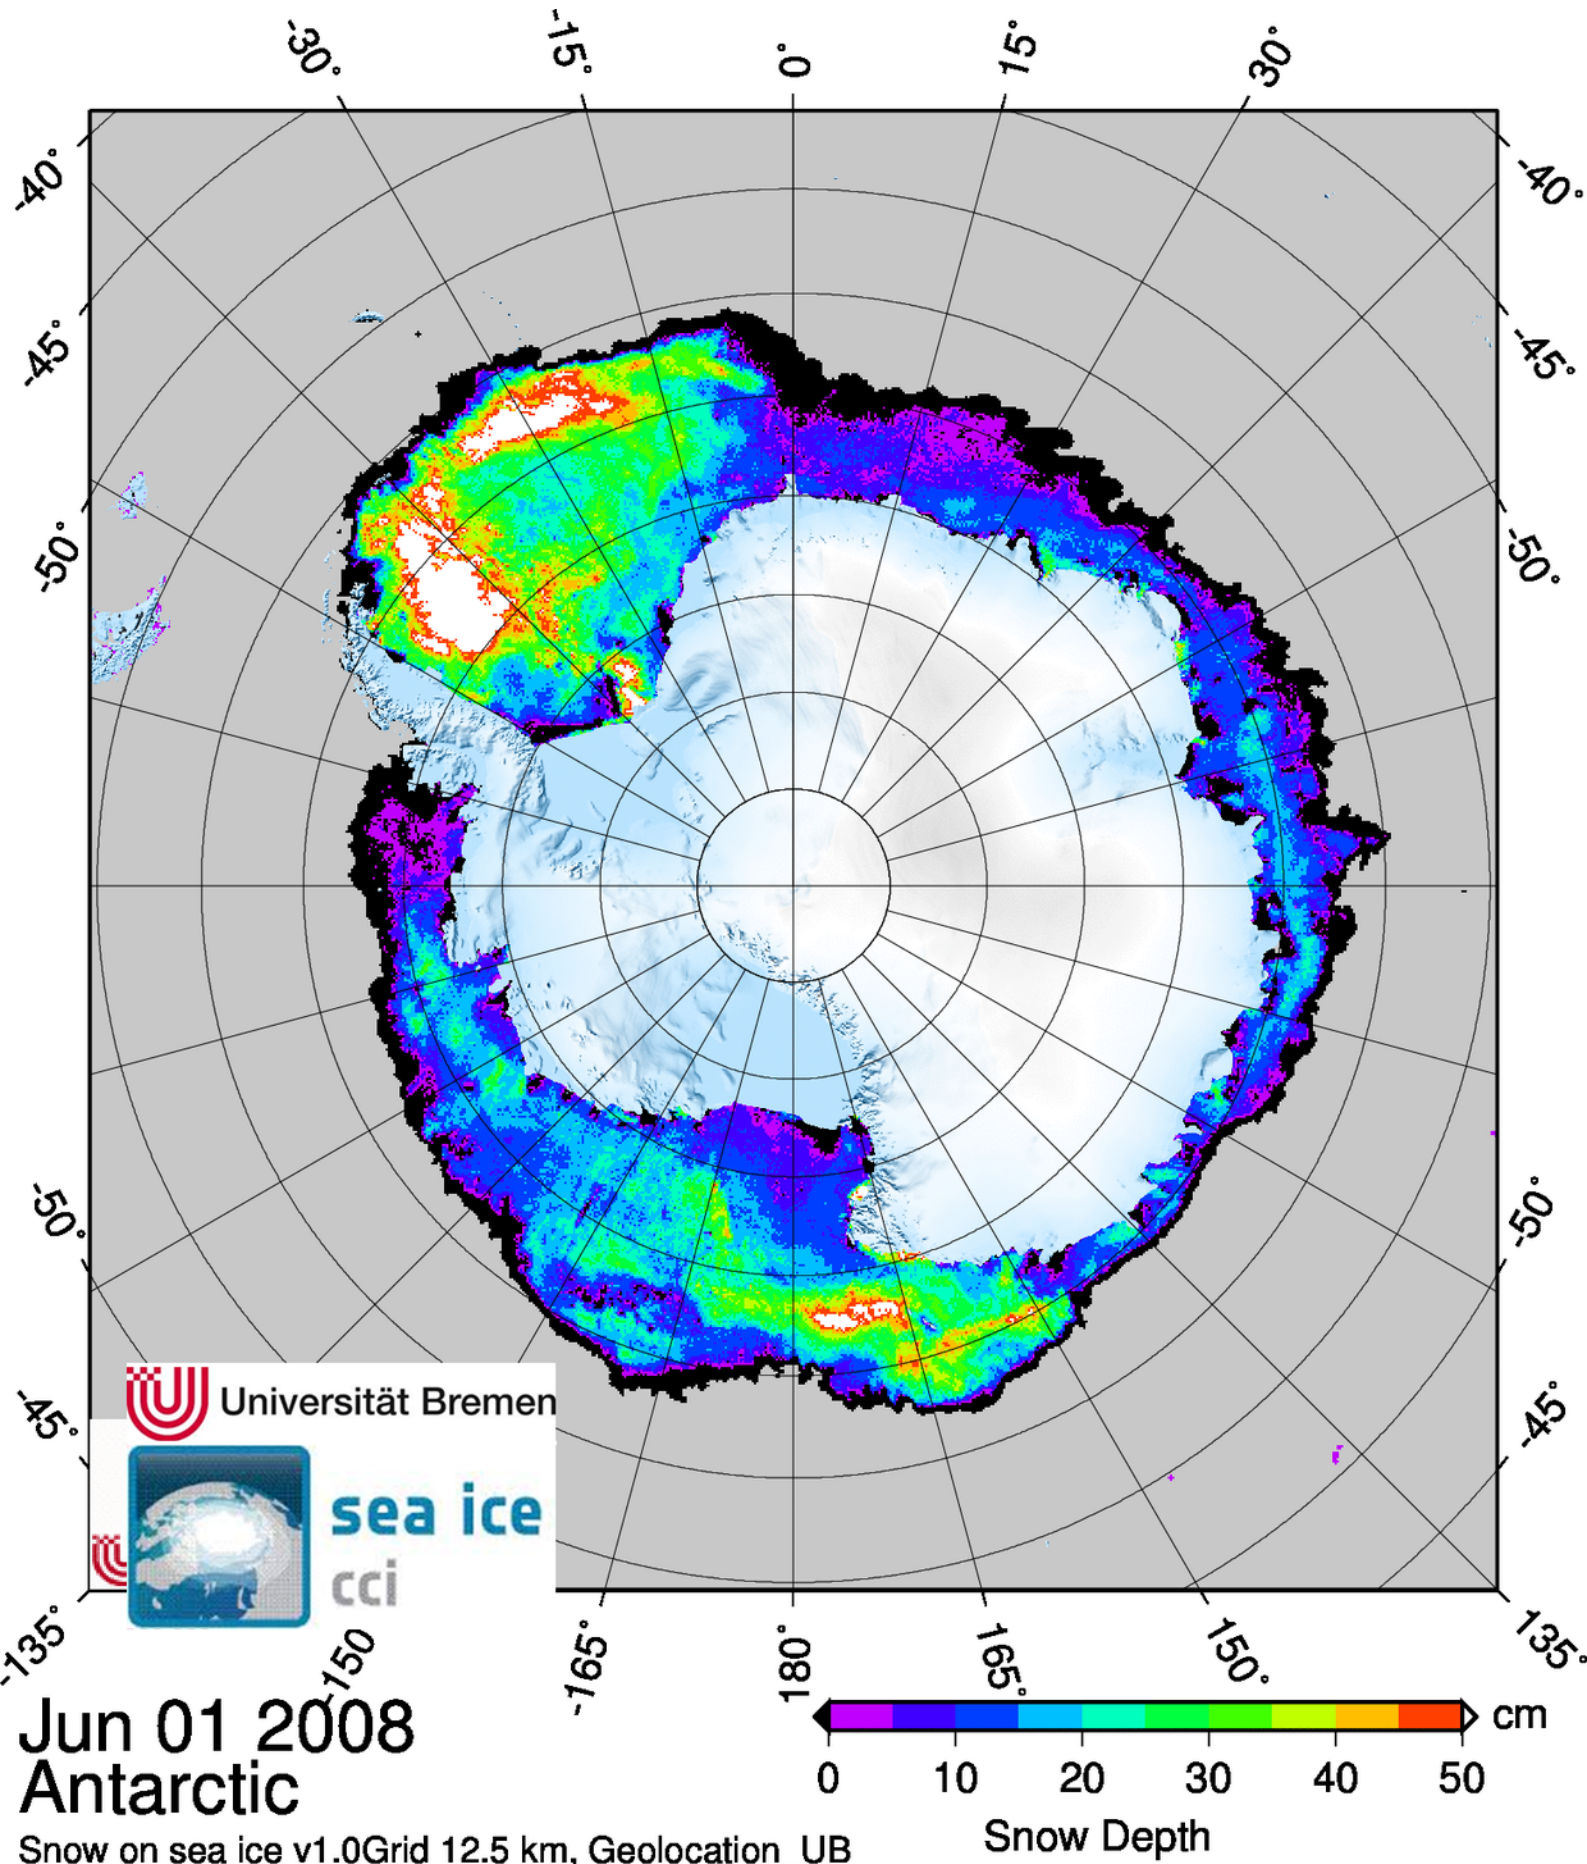 -30°
-15°
0°
15°
30°
-40°
-40°
-45°
-45°
-50°
-50°
-50°
-50°
-45°
-45°
Universität Bremen
sea ice
cci
-135°
-150
-165°
180°
165°
150°
135°
Jun 01 2008
Antarctic
Snow on sea ice v1.0Grid 12.5 km, Geolocation UB
cm
0 10 20 30 40 50
Snow Depth